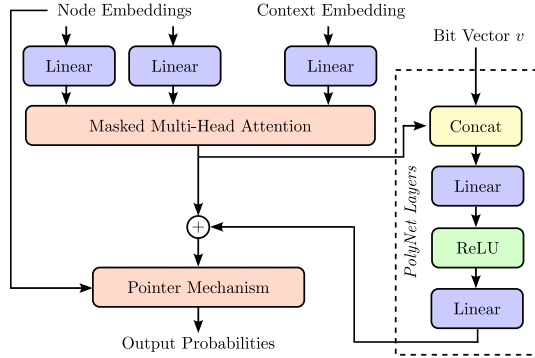 Node Embeddings
Context Embedding
Bit Vector v
Linear
Linear
Linear
Masked Multi-Head Attention
Concat
Linear
PolyNet Layers
+
ReLU
Pointer Mechanism
Linear
Output Probabilities